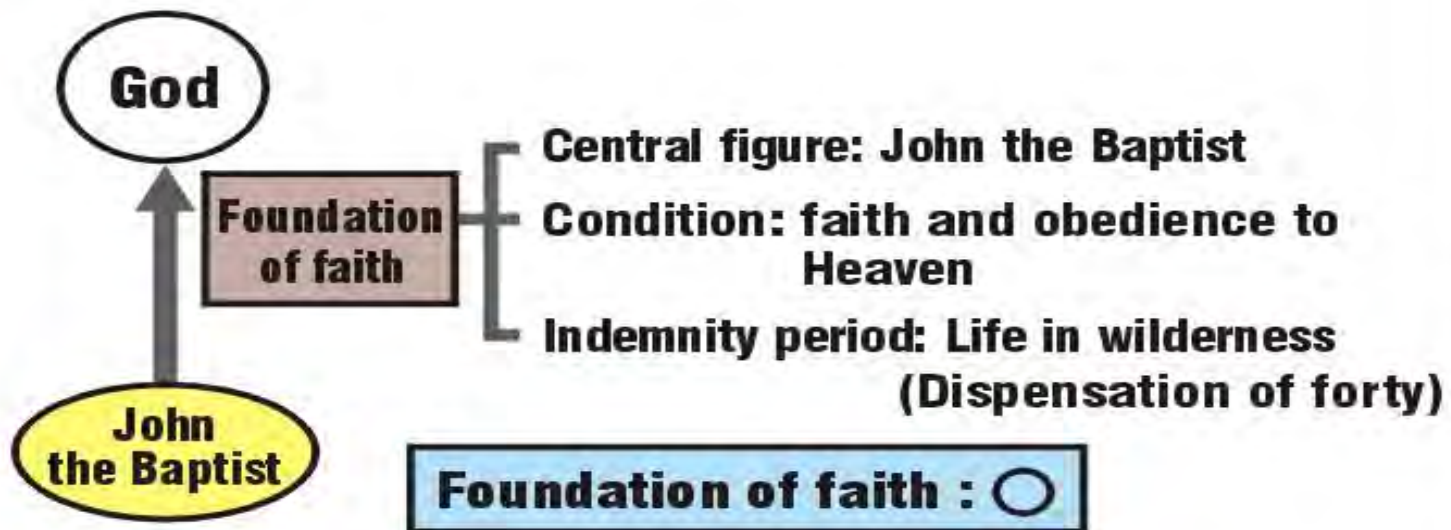 God
Foundation
of faith
Central figure: John the Baptist
Condition: faith and obedience to
Heaven
Indemnity period: Life in wilderness
(Dispensation of forty)
John
the Baptist
Foundation of faith : ○